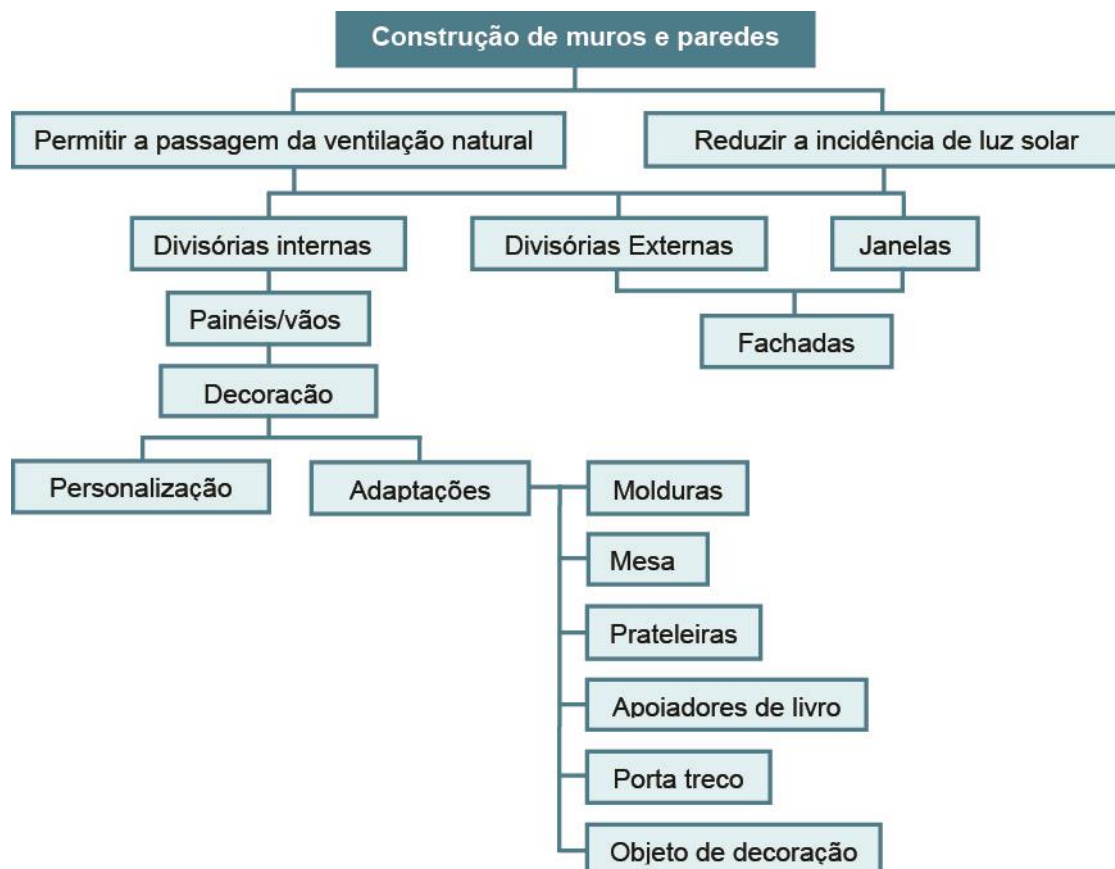 Construção de muros e paredes
Permitir a passagem da ventilação natural
Reduzir a incidência de luz solar
Divisórias internas
Divisórias Externas
Janelas
Painéis/vãos
Fachadas
Decoração
Personalização
Adaptações
Molduras
Mesa
Prateleiras
Apoiadores de livro
Porta treco
Objeto de decoração